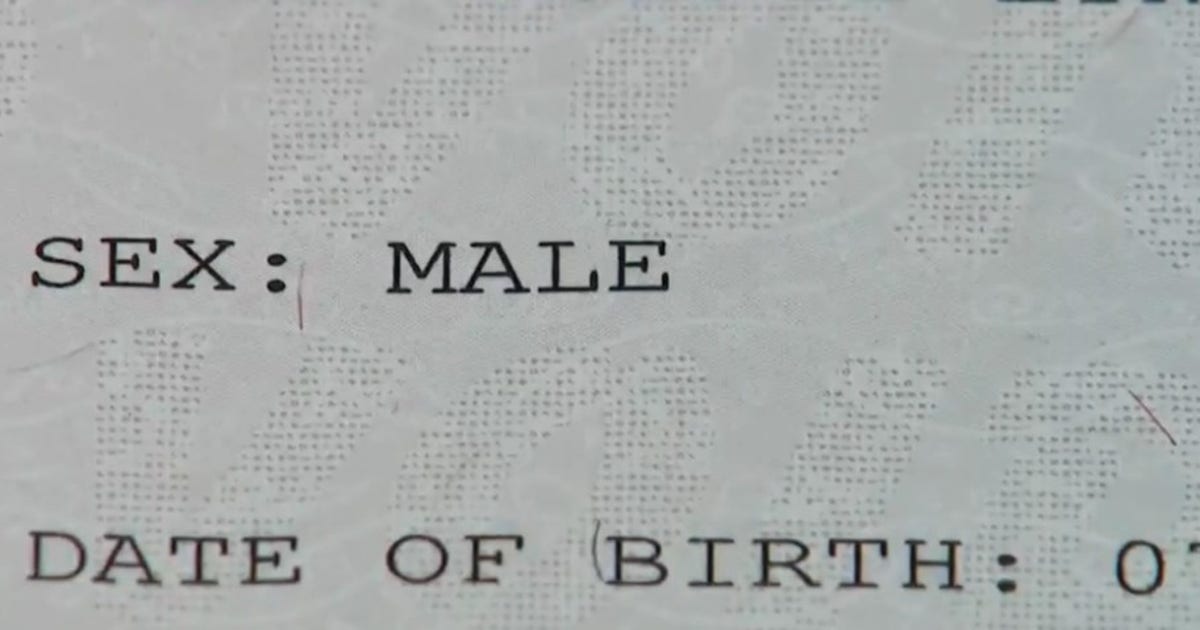 SEX: MALE
DATE OF BIRTH: 0